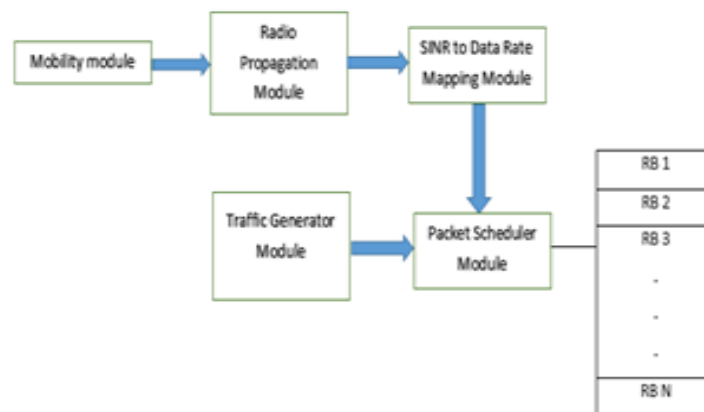 Mobility module
Radio
Propagation
Module
SINR to Data Rate
Mapping Module
Traffic Generator
Module
Packet Scheduler
Module
RB 1
RB 2
RB 3
.
.
.
RB N